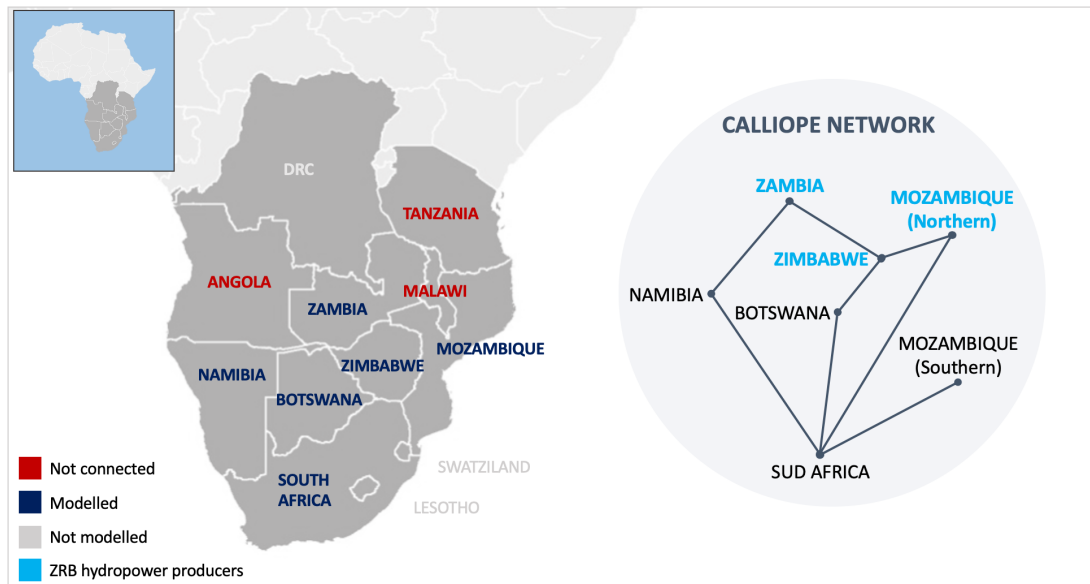 DRC
TANZANIA
ANGOLA
MALAWI
ZAMBIA
MOZAMBIQUE
ZIMBABWE
NAMIBIA
BOTSWANA
SOUTH
AFRICA
SWATZILAND
LESOTHO
Not connected
Modelled
Not modelled
ZRB hydropower producers
CALLIOPE NETWORK
ZAMBIA
MOZAMBIQUE
(Northern)
ZIMBABWE
NAMIBIA
BOTSWANA
MOZAMBIQUE
(Southern)
SUD AFRICA